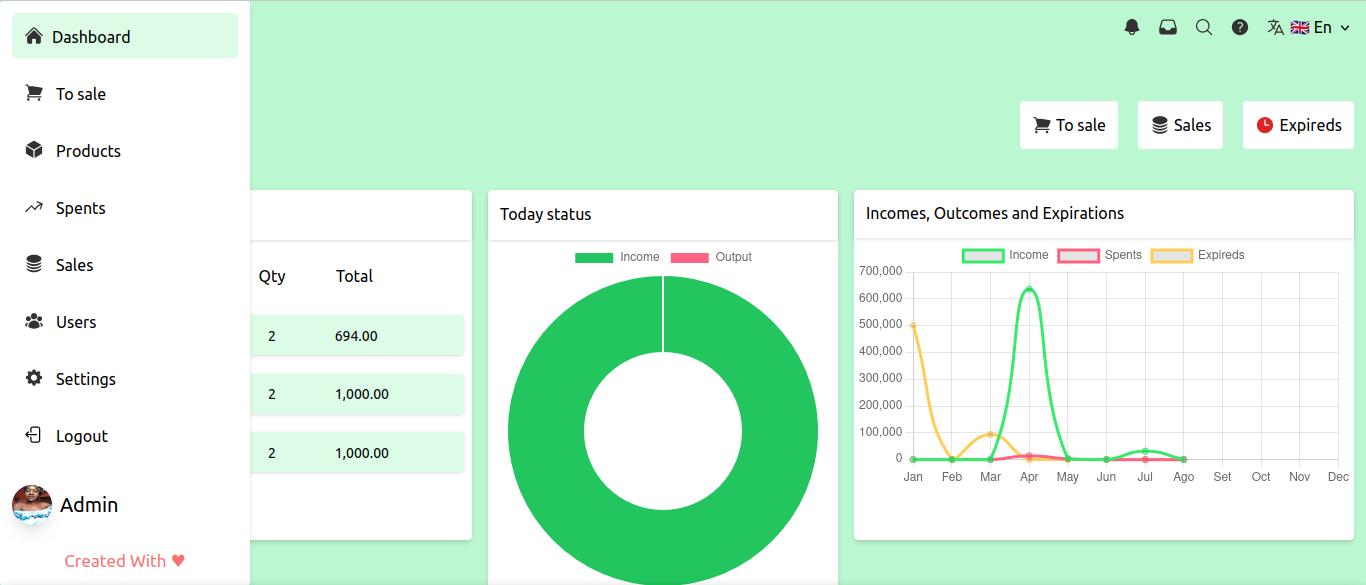 Dashboard
To sale
Products
Spents
Sales
Users
Settings
Logout
Admin
Created With ♥
🇬🇧 En
To sale
Sales
Expireds
Qty Total
2 694.00
2 1,000.00
2 1,000.00
Today status
Income Output
Incomes, Outcomes and Expirations
Income Spents Expireds
700,000
600,000
500,000
400,000
300,000
200,000
100,000
0
Jan Feb Mar Apr May Jun Jul Ago Set Oct Nov Dec